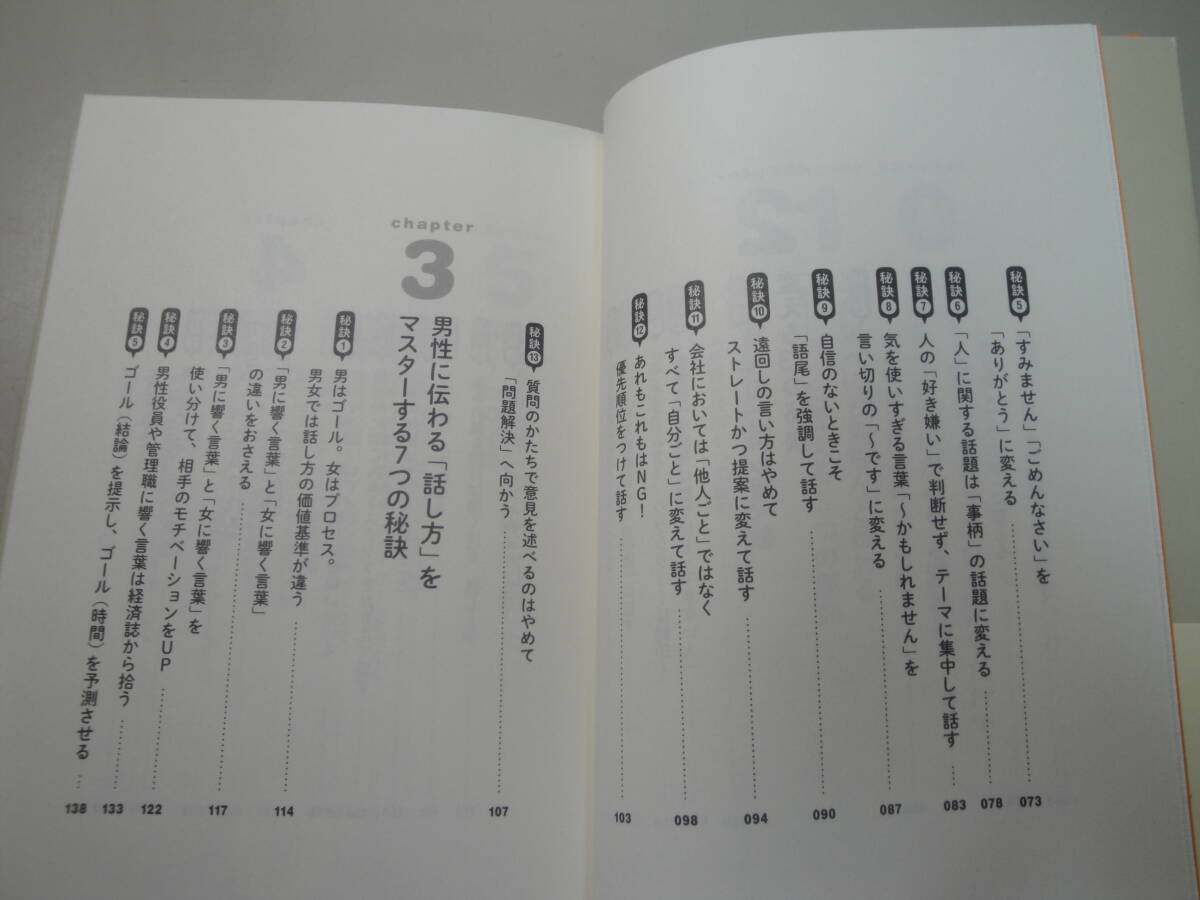 秘訣5 「すみません」「ごめんなさい」を
「ありがとう」に変える 073
秘訣6 「人」に関する話題は「事柄」の話題に変える 078
秘訣7 人の「好き嫌い」で判断せず、テーマに集中して話す 083
秘訣8 気を使いすぎる言葉「〜かもしれません」を
言い切りの「〜です」に変える 087
秘訣9 自信のないときこそ
「語尾」を強調して話す 090
秘訣10 遠回しの言い方はやめて
ストレートかつ提案に変えて話す 094
秘訣11 会社においては「他人ごと」ではなく
すべて「自分ごと」に変えて話す 098
秘訣12 あれもこれもはNG!
優先順位をつけて話す 103
秘訣13 質問のかたちで意見を述べるのはやめて
「問題解決」へ向かう 107
chapter
3
男性に伝わる「話し方」を
マスターする7つの秘訣
秘訣1 男はゴール。女はプロセス。
男女では話し方の価値基準が違う 114
秘訣2 「男に響く言葉」と「女に響く言葉」
の違いをおさえる 117
秘訣3 「男に響く言葉」と「女に響く言葉」を
使い分けて、相手のモチベーションをUP 122
秘訣4 男性役員や管理職に響く言葉は経済誌から拾う 133
秘訣5 ゴール(結論)を提示し、ゴール(時間)を予測させる 138